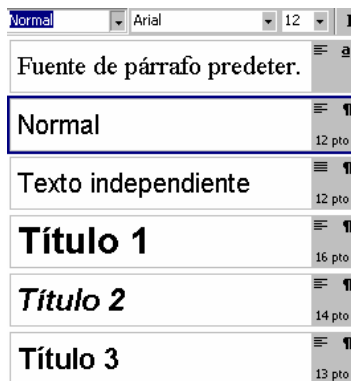 Normal Arial 12
Fuente de párrafo predeter. a
Normal ¶
12 pto
Texto independiente ¶
12 pto
Título 1 ¶
16 pto
Título 2 ¶
14 pto
Título 3 ¶
13 pto